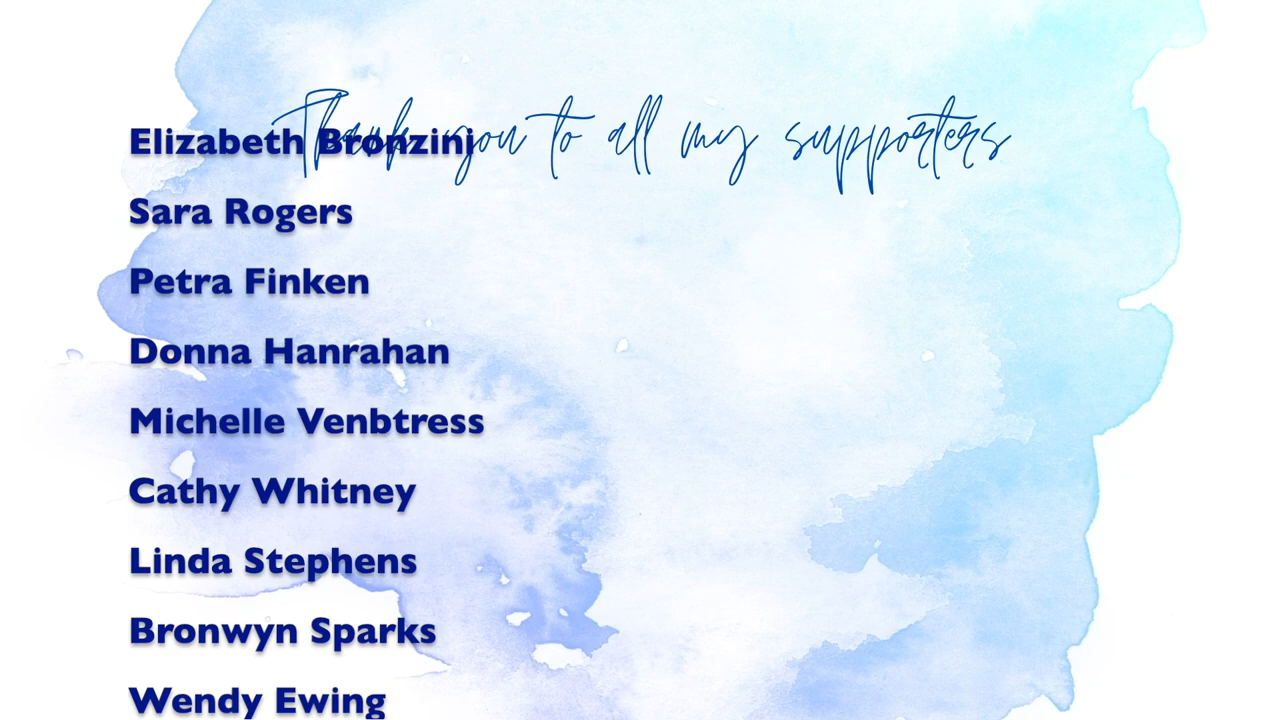 Thank you to all my supporters
Elizabeth Bronzini
Sara Rogers
Petra Finken
Donna Hanrahan
Michelle Venbtress
Cathy Whitney
Linda Stephens
Bronwyn Sparks
Wendy Ewing